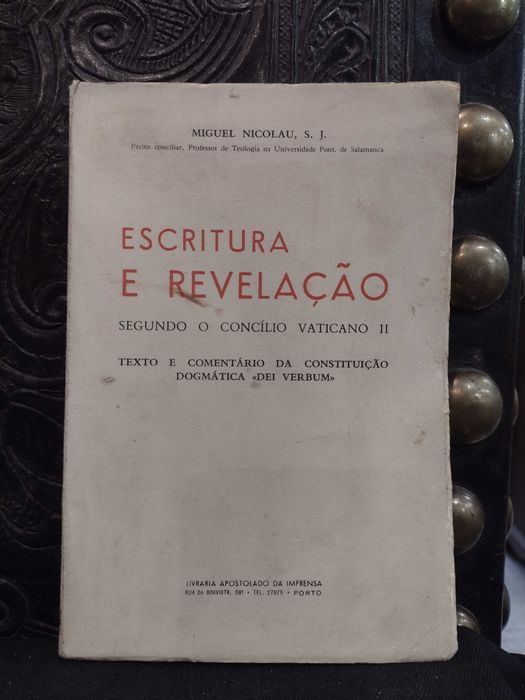 MIGUEL NICOLAU, S. J.
Perito conciliar, Professor de Teologia na Universidade Pont. de Salamanca
ESCRITURA
E REVELAÇÃO
SEGUNDO O CONCÍLIO VATICANO II
TEXTO E COMENTÁRIO DA CONSTITUIÇÃO
DOGMÁTICA «DEI VERBUM»
LIVRARIA APOSTOLADO DA IMPRENSA
RUA DA BOAVISTA, 591 • TEL. 27875 • PORTO